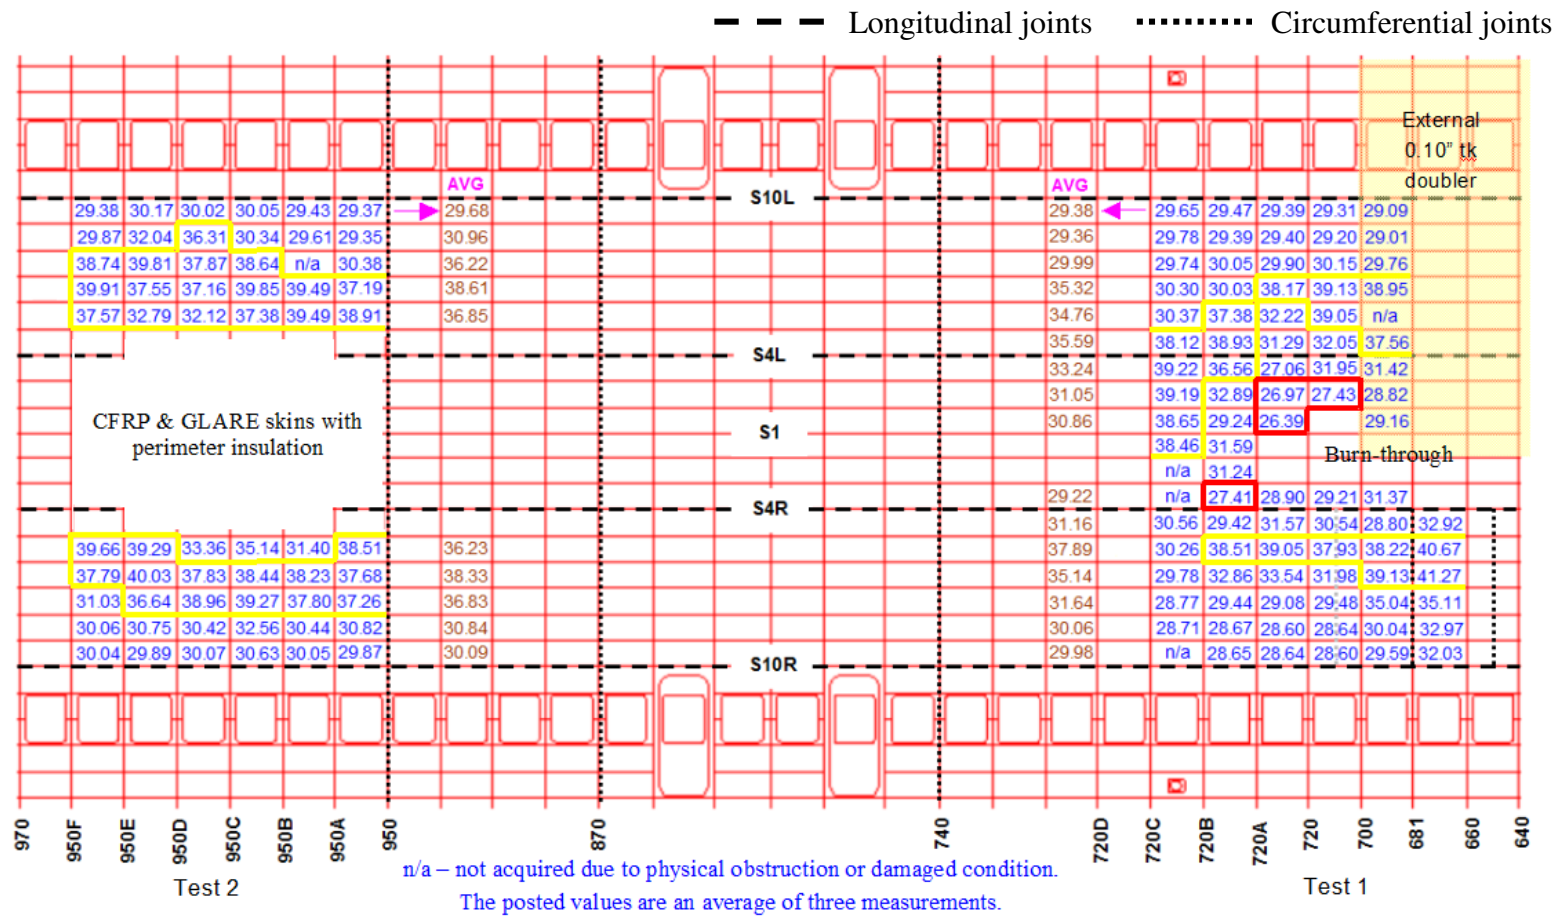 Longitudinal joints Circumferential joints
External
0.10" tk
doubler
AVG AVG
S10L
29.38 30.17 30.02 30.05 29.43 29.37 29.68 29.38 29.65 29.47 29.39 29.31 29.09
29.87 32.04 36.31 30.34 29.61 29.35 30.96 29.36 29.78 29.39 29.40 29.20 29.01
38.74 39.81 37.87 38.64 n/a 30.38 36.22 29.99 29.74 30.05 29.90 30.15 29.76
39.91 37.55 37.16 39.85 39.49 37.19 38.61 35.32 30.30 30.03 38.17 39.13 38.95
37.57 32.79 32.12 37.38 39.49 38.91 36.85 34.76 30.37 37.38 32.22 39.05 n/a
35.59 38.12 38.93 31.29 32.05 37.56
S4L
33.24 39.22 36.56 27.06 31.95 31.42
31.05 39.19 32.89 26.97 27.43 28.82
CFRP & GLARE skins with
perimeter insulation
30.86 38.65 29.24 26.39 29.16
S1
38.46 31.59
Burn-through
n/a 31.24
29.22 n/a 27.41 28.90 29.21 31.37
S4R
31.16 30.56 29.42 31.57 30.54 28.80 32.92
39.66 39.29 33.36 35.14 31.40 38.51 36.23 37.89 30.26 38.51 39.05 37.93 38.22 40.67
37.79 40.03 37.83 38.44 38.23 37.68 38.33 35.14 29.78 32.86 33.54 31.98 39.13 41.27
31.03 36.64 38.96 39.27 37.80 37.26 36.83 31.64 28.77 29.44 29.08 29.48 35.04 35.11
30.06 30.75 30.42 32.56 30.44 30.82 30.84 30.06 28.71 28.67 28.60 28.64 30.04 32.97
30.04 29.89 30.07 30.63 30.05 29.87 30.09 29.98 n/a 28.65 28.64 28.60 29.59 32.03
S10R
970 950F 950E 950D 950C 950B 950A 950 870 740 720D 720C 720B 720A 720 700 681 660 640
n/a – not acquired due to physical obstruction or damaged condition.
The posted values are an average of three measurements.
Test 2 Test 1